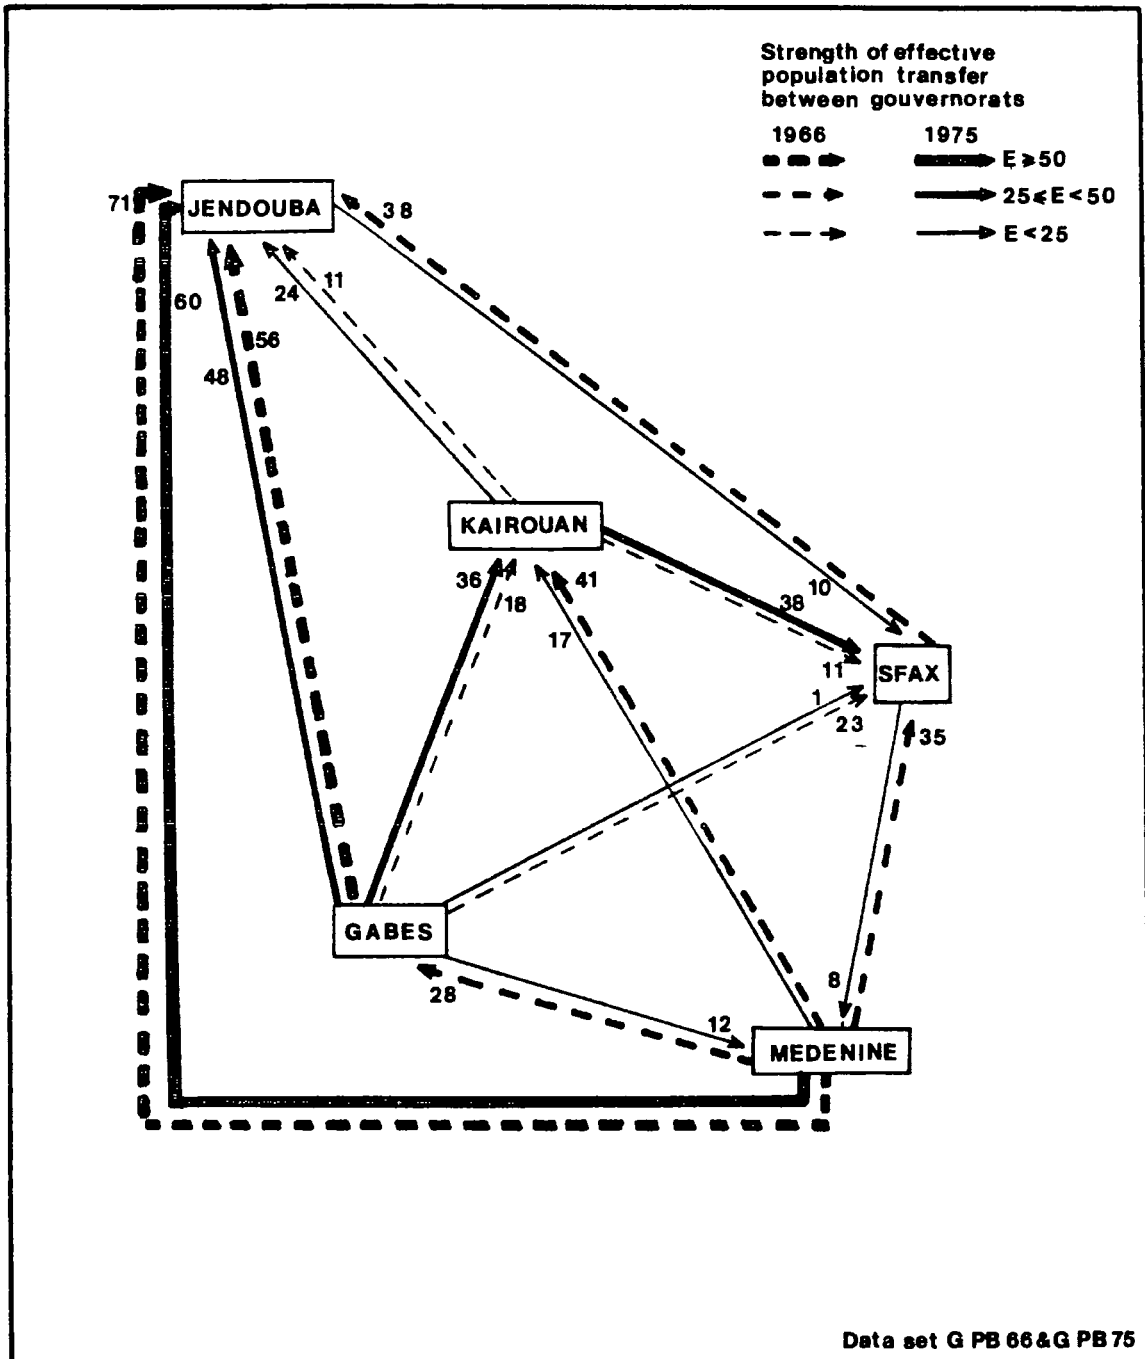 Strength of effective
population transfer
between gouvernorats
1966 1975
E ≥ 50
25 ≤ E < 50
E < 25
71
JENDOUBA
38
11
24
60
56
48
KAIROUAN
36
18
41
17
38
10
11
SFAX
1
23
35
GABES
28
12
8
MEDENINE
Data set G PB 66 & G PB 75